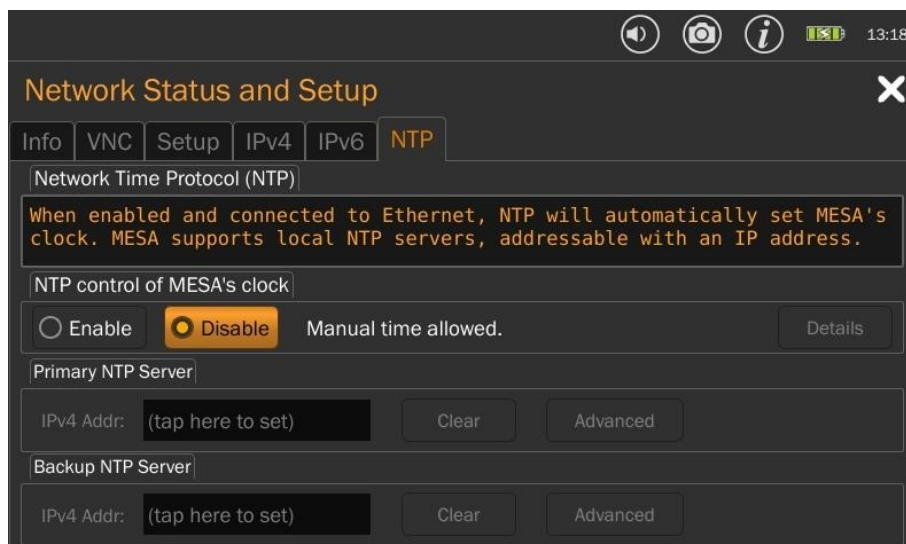 13:18
Network Status and Setup
Info VNC Setup IPv4 IPv6 NTP
Network Time Protocol (NTP)
When enabled and connected to Ethernet, NTP will automatically set MESA's
clock. MESA supports local NTP servers, addressable with an IP address.
NTP control of MESA's clock
Enable Disable Manual time allowed. Details
Primary NTP Server
IPv4 Addr: (tap here to set) Clear Advanced
Backup NTP Server
IPv4 Addr: (tap here to set) Clear Advanced